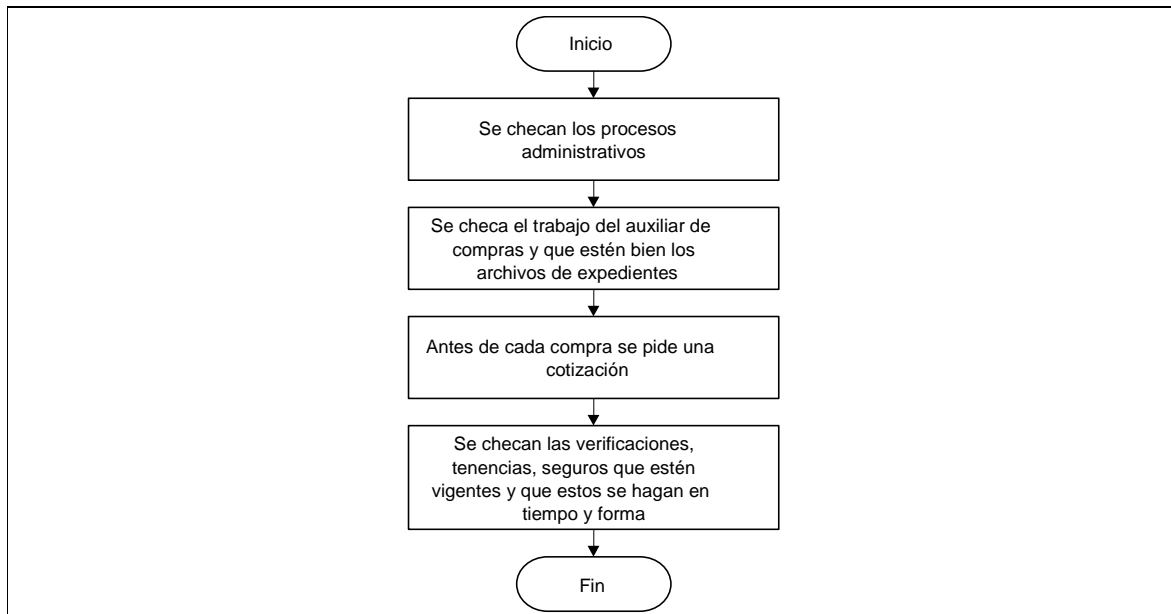 Inicio
Se checan los procesos
administrativos
Se checa el trabajo del auxiliar de
compras y que estén bien los
archivos de expedientes
Antes de cada compra se pide una
cotización
Se checan las verificaciones,
tenencias, seguros que estén
vigentes y que estos se hagan en
tiempo y forma
Fin